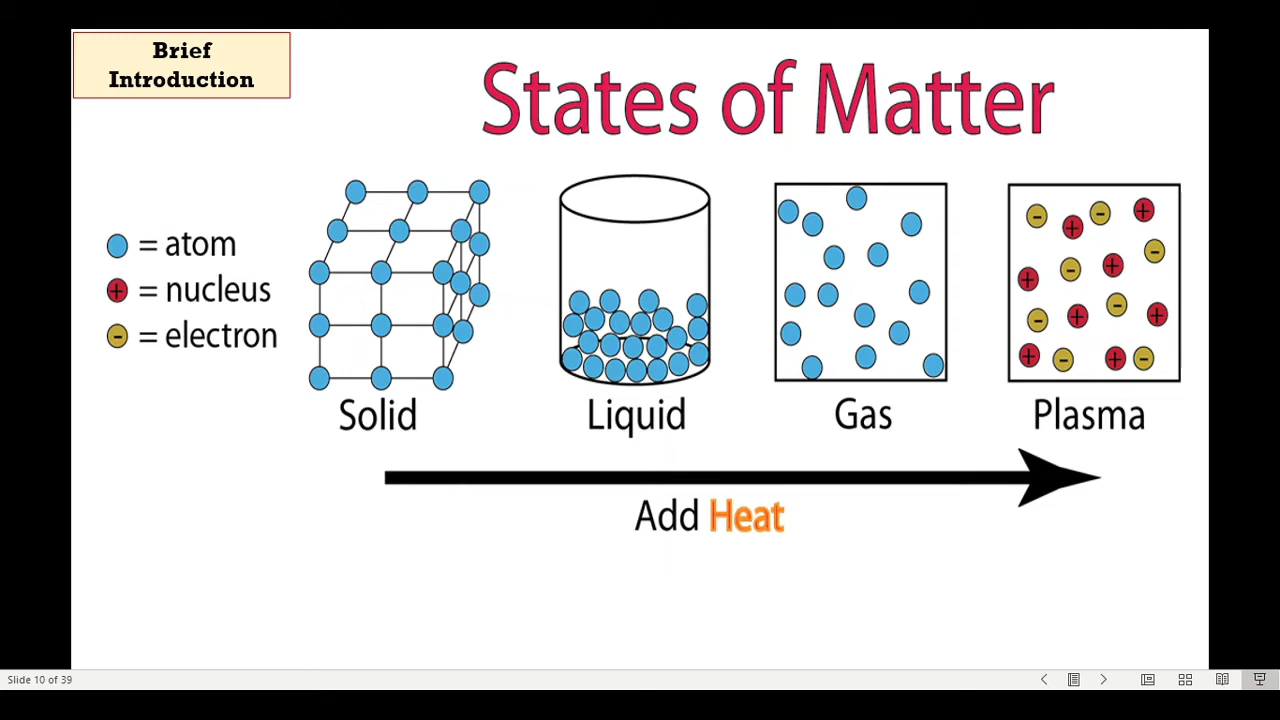 Brief
Introduction
States of Matter
= atom
+ = nucleus
- = electron
Solid
Liquid
Gas
Plasma
Add Heat
Slide 10 of 39